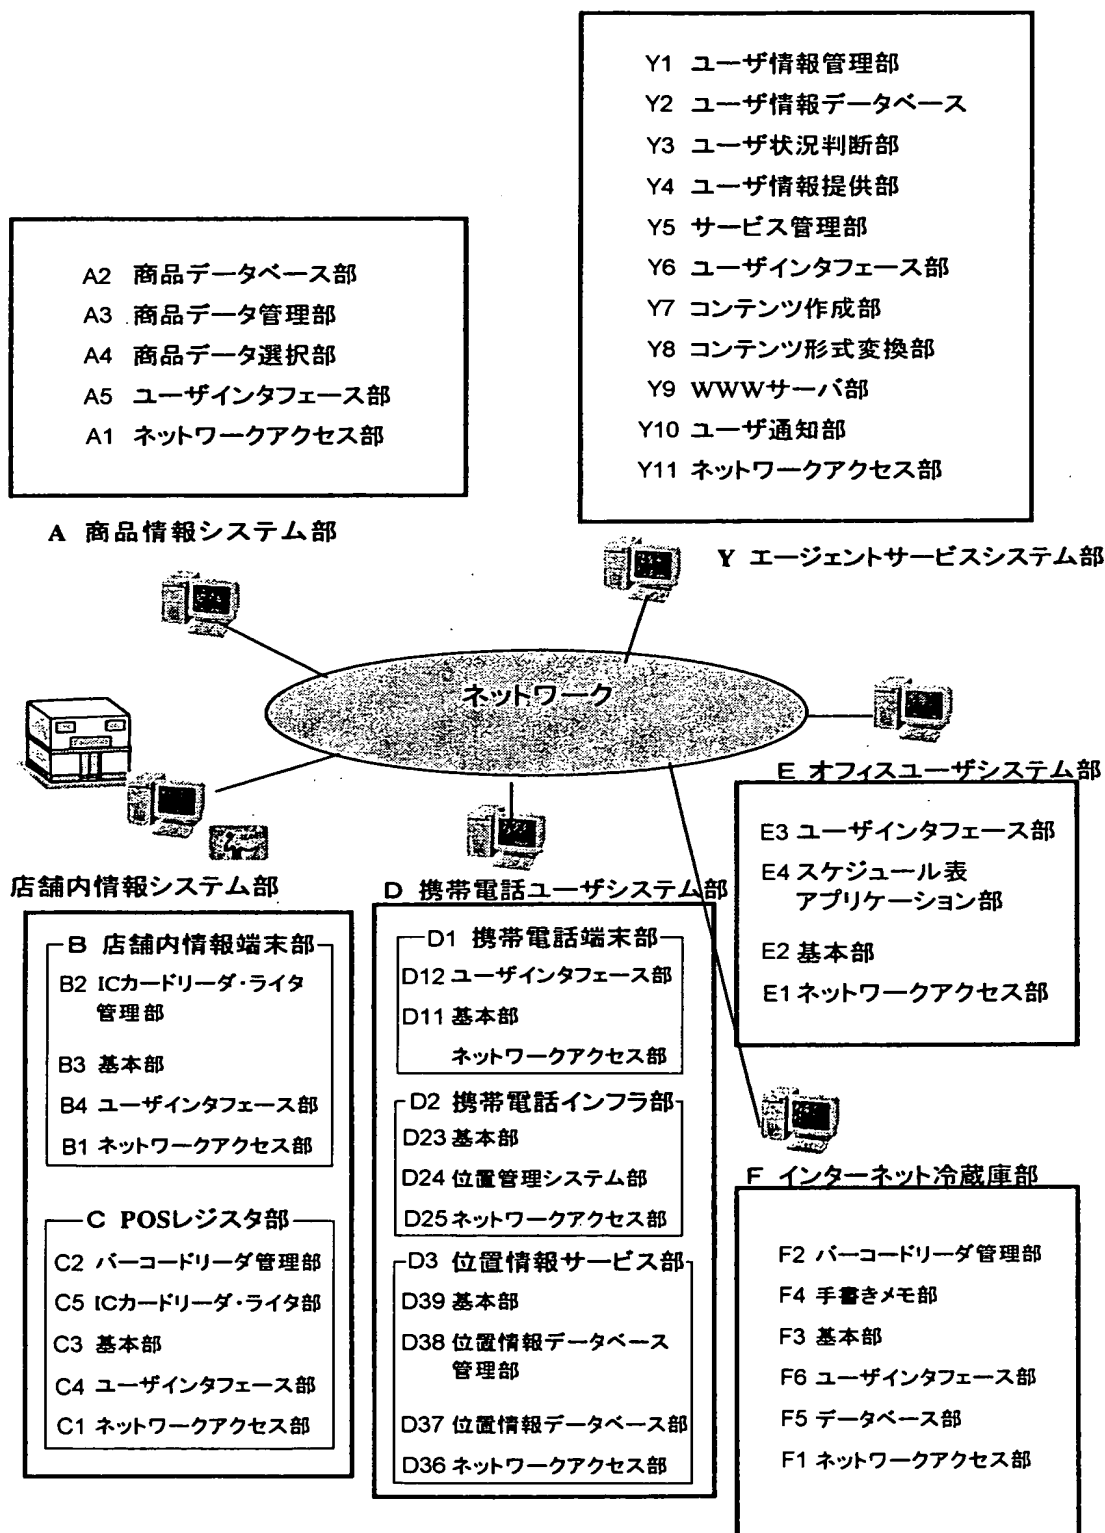 Y1 ユーザ情報管理部
Y2 ユーザ情報データベース
Y3 ユーザ状況判断部
Y4 ユーザ情報提供部
Y5 サービス管理部
Y6 ユーザインタフェース部
Y7 コンテンツ作成部
Y8 コンテンツ形式変換部
Y9 WWWサーバ部
Y10 ユーザ通知部
Y11 ネットワークアクセス部
Y エージェントサービスシステム部
A2 商品データベース部
A3 商品データ管理部
A4 商品データ選択部
A5 ユーザインタフェース部
A1 ネットワークアクセス部
A 商品情報システム部
ネットワーク
店舗内情報システム部
B 店舗内情報端末部
B2 ICカードリーダ・ライタ
管理部
B3 基本部
B4 ユーザインタフェース部
B1 ネットワークアクセス部
C POSレジスタ部
C2 バーコードリーダ管理部
C5 ICカードリーダ・ライタ部
C3 基本部
C4 ユーザインタフェース部
C1 ネットワークアクセス部
D 携帯電話ユーザシステム部
D1 携帯電話端末部
D12 ユーザインタフェース部
D11 基本部
ネットワークアクセス部
D2 携帯電話インフラ部
D23 基本部
D24 位置管理システム部
D25 ネットワークアクセス部
D3 位置情報サービス部
D39 基本部
D38 位置情報データベース
管理部
D37 位置情報データベース部
D36 ネットワークアクセス部
E オフィスユーザシステム部
E3 ユーザインタフェース部
E4 スケジュール表
アプリケーション部
E2 基本部
E1 ネットワークアクセス部
F インターネット冷蔵庫部
F2 バーコードリーダ管理部
F4 手書きメモ部
F3 基本部
F6 ユーザインタフェース部
F5 データベース部
F1 ネットワークアクセス部